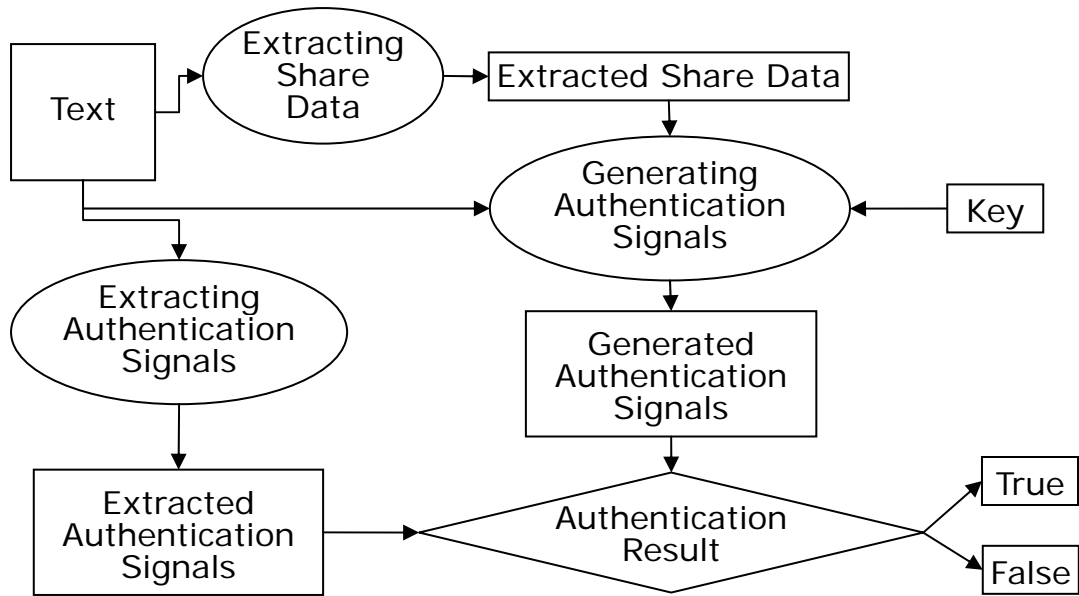 Text
Extracting
Share
Data
Extracted Share Data
Generating
Authentication
Signals
Key
Extracting
Authentication
Signals
Generated
Authentication
Signals
Extracted
Authentication
Signals
Authentication
Result
True
False